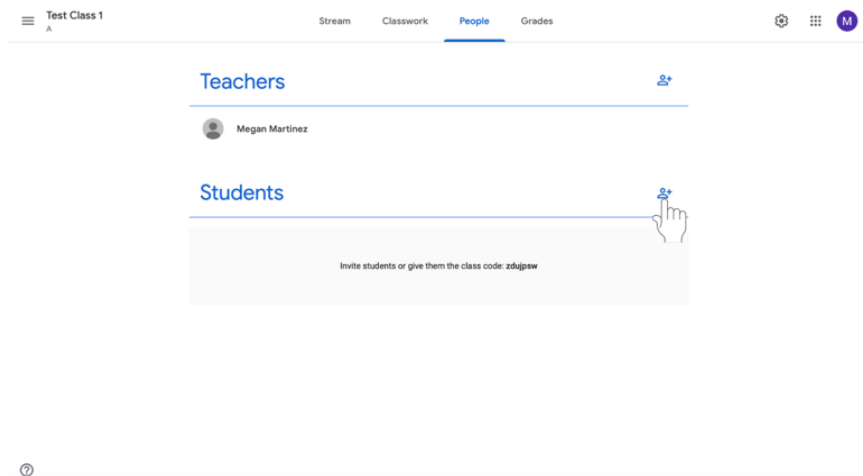 Test Class 1
A
Stream Classwork People Grades
M
Teachers
Megan Martinez
Students
Invite students or give them the class code: zdujpsw
?